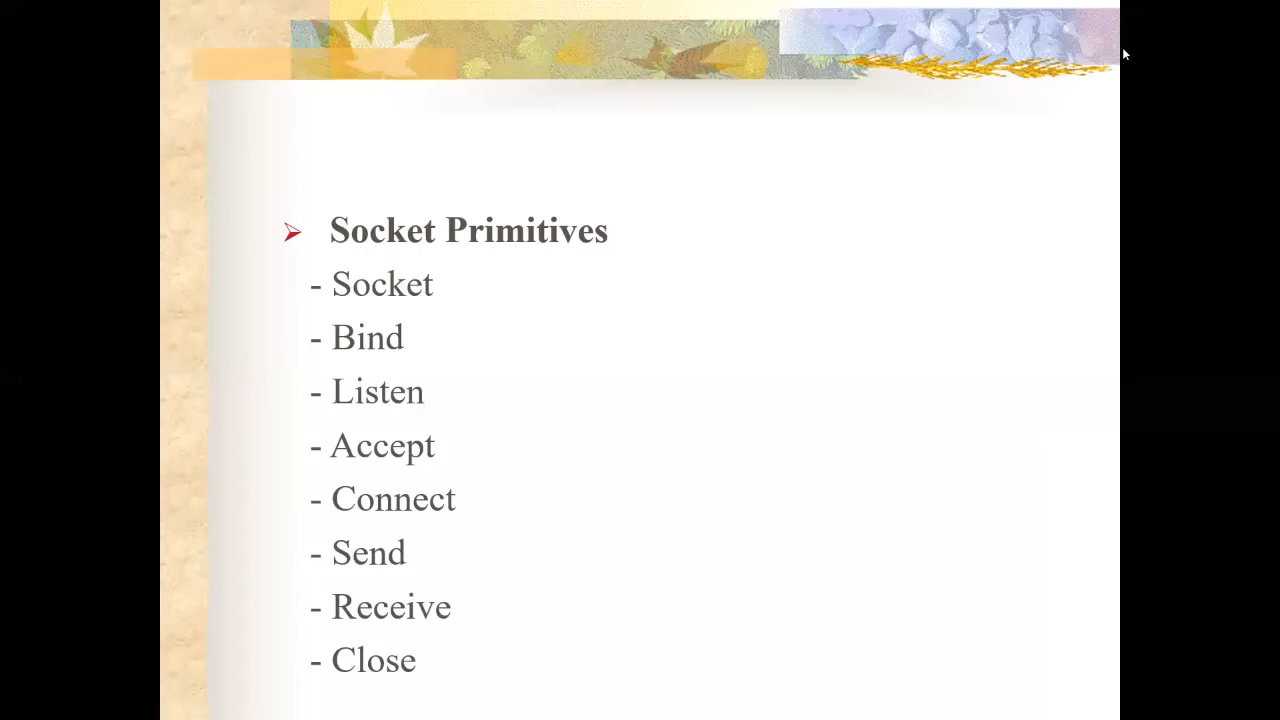 ➢ Socket Primitives
- Socket
- Bind
- Listen
- Accept
- Connect
- Send
- Receive
- Close